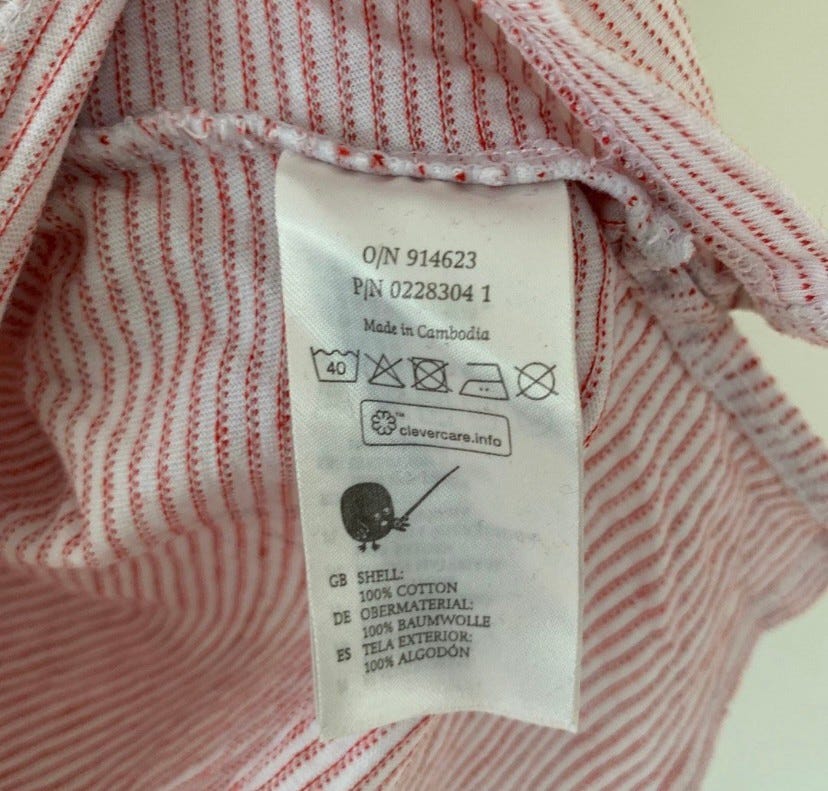 O/N 914623
P/N 0228304 1
Made in Cambodia
40
™
clevercare.info
GB SHELL:
100% COTTON
DE OBERMATERIAL:
100% BAUMWOLLE
ES TELA EXTERIOR:
100% ALGODÓN